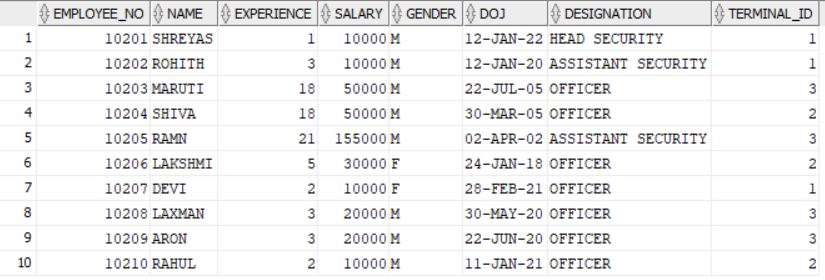 EMPLOYEE_NO NAME EXPERIENCE SALARY GENDER DOJ DESIGNATION TERMINAL_ID
1 10201 SHREYAS 1 10000 M 12-JAN-22 HEAD SECURITY 1
2 10202 ROHITH 3 10000 M 12-JAN-20 ASSISTANT SECURITY 1
3 10203 MARUTI 18 50000 M 22-JUL-05 OFFICER 3
4 10204 SHIVA 18 50000 M 30-MAR-05 OFFICER 2
5 10205 RAMN 21 155000 M 02-APR-02 ASSISTANT SECURITY 3
6 10206 LAKSHMI 5 30000 F 24-JAN-18 OFFICER 2
7 10207 DEVI 2 10000 F 28-FEB-21 OFFICER 1
8 10208 LAXMAN 3 20000 M 30-MAY-20 OFFICER 3
9 10209 ARON 3 20000 M 22-JUN-20 OFFICER 3
10 10210 RAHUL 2 10000 M 11-JAN-21 OFFICER 2